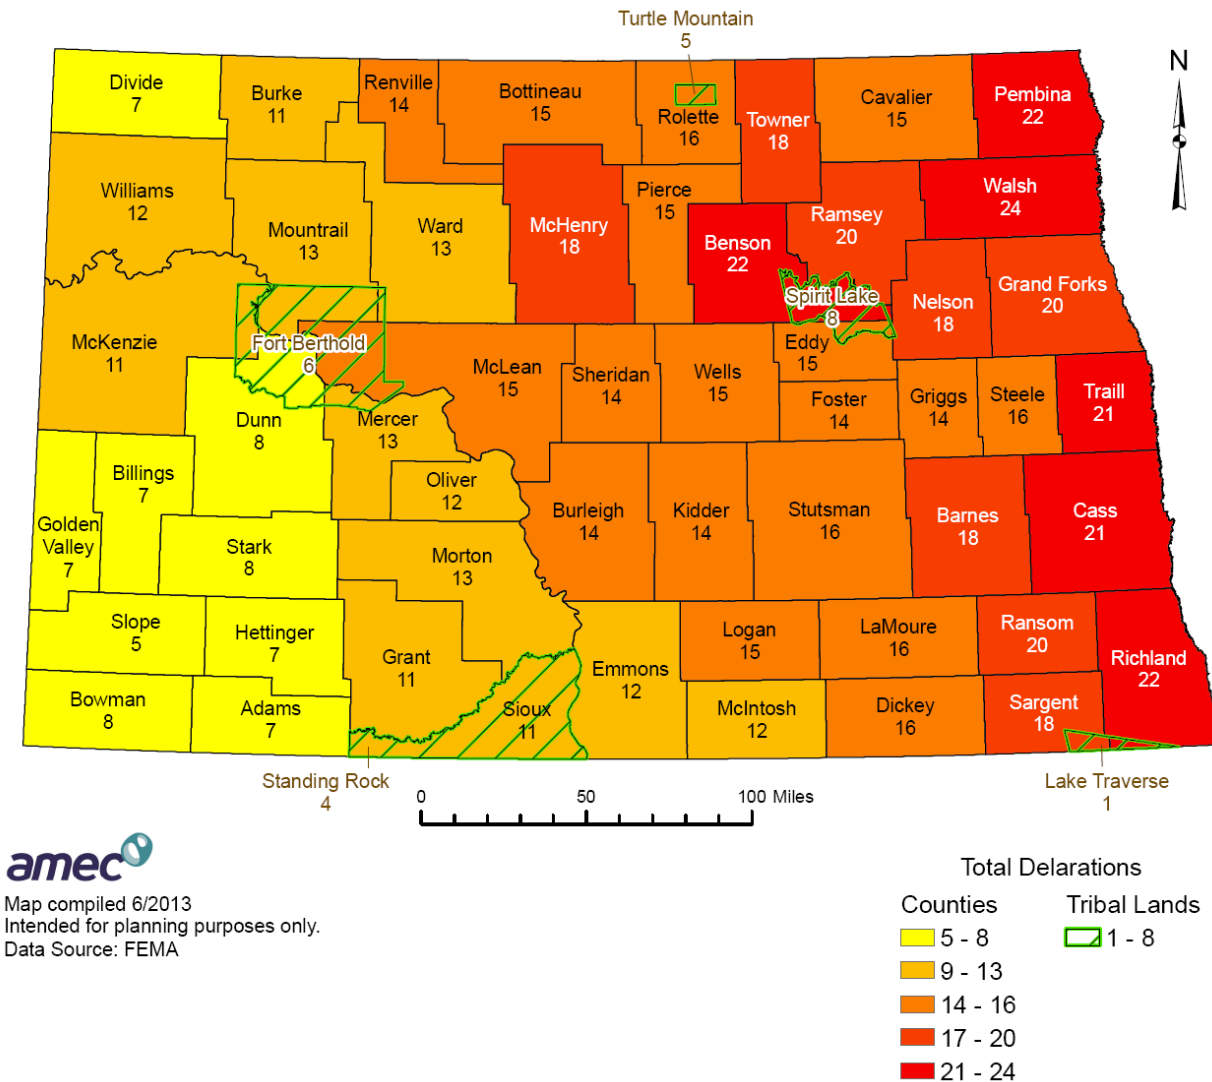 Turtle Mountain
5
N
Divide
7
Burke
11
Renville
14
Bottineau
15
Rolette
16
Towner
18
Cavalier
15
Pembina
22
Williams
12
Mountrail
13
Ward
13
McHenry
18
Pierce
15
Benson
22
Ramsey
20
Walsh
24
Spirit Lake
8
Nelson
18
Grand Forks
20
McKenzie
11
Fort Berthold
6
McLean
15
Sheridan
14
Wells
15
Eddy
15
Foster
14
Griggs
14
Steele
16
Traill
21
Dunn
8
Mercer
13
Oliver
12
Billings
7
Golden
Valley
7
Stark
8
Morton
13
Burleigh
14
Kidder
14
Stutsman
16
Barnes
18
Cass
21
Slope
5
Hettinger
7
Grant
11
Emmons
12
Logan
15
LaMoure
16
Ransom
20
Richland
22
Bowman
8
Adams
7
Sioux
11
McIntosh
12
Dickey
16
Sargent
18
Standing Rock
4
Lake Traverse
1
0 50 100 Miles
amec
Map compiled 6/2013
Intended for planning purposes only.
Data Source: FEMA
Total Delarations
Counties
5 - 8
9 - 13
14 - 16
17 - 20
21 - 24
Tribal Lands
1 - 8